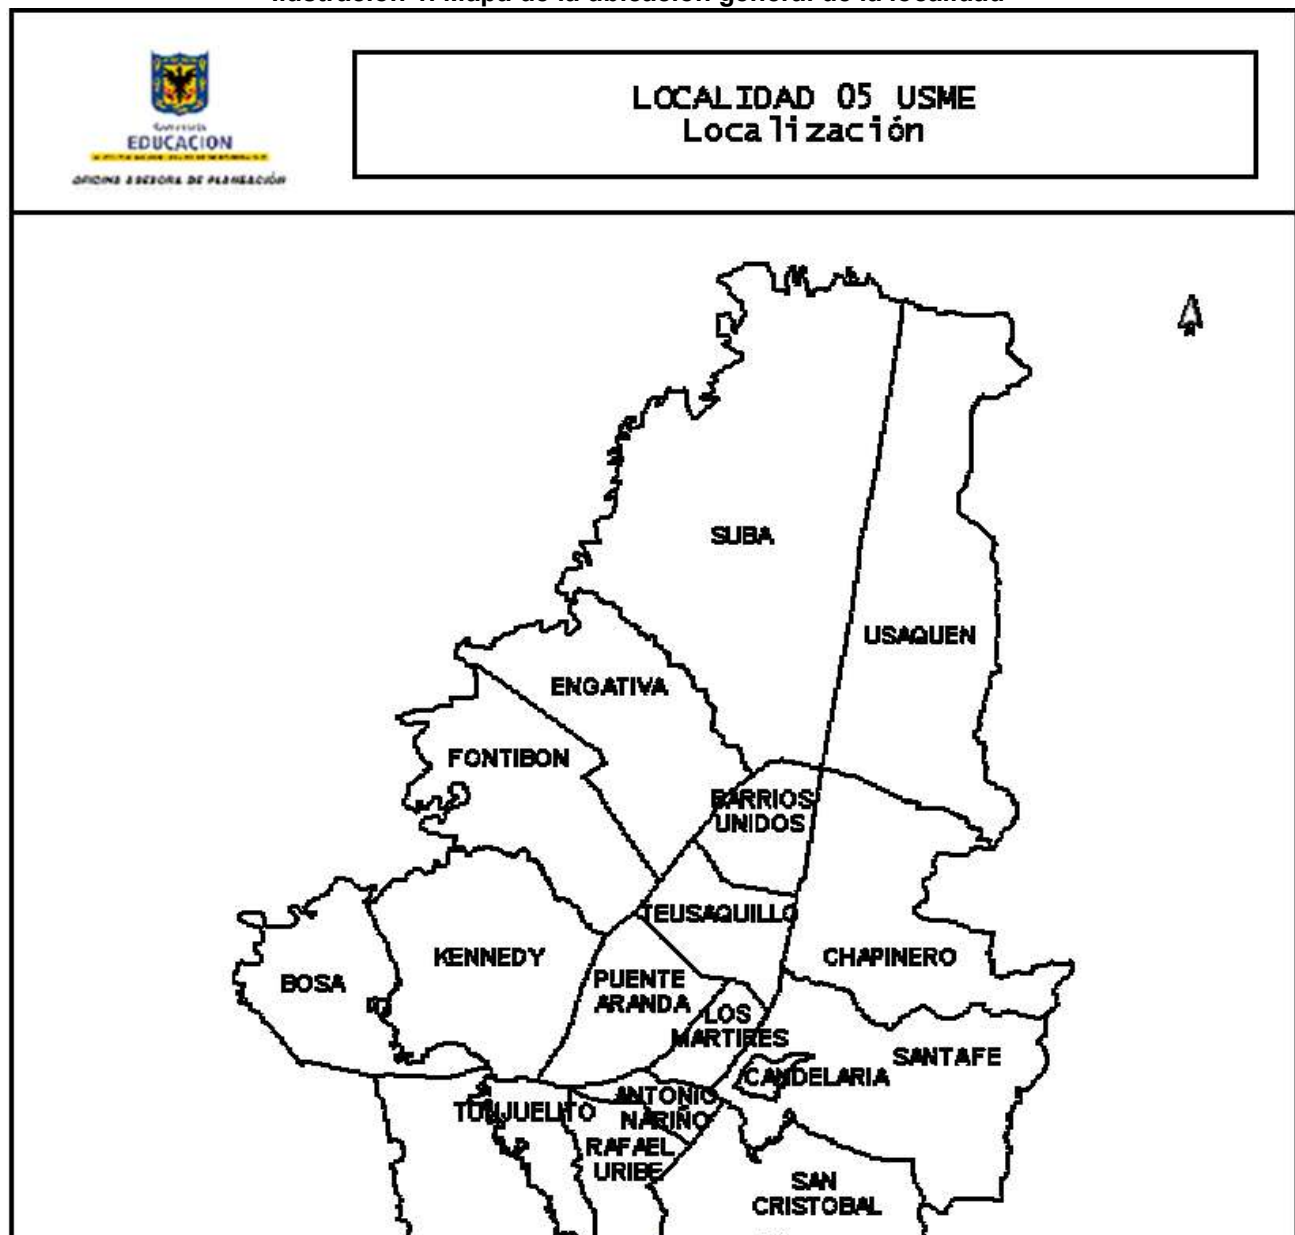 LOCALIDAD 05 USME
Localización
EDUCACION
OFICINA ASESORA DE PLANEACIÓN
SUBA
USAQUEN
ENGATIVA
FONTIBON
BARRIOS
UNIDOS
TEUSAQUILLO
KENNEDY
CHAPINERO
BOSA
PUENTE
ARANDA
LOS
MARTIRES
SANTAFE
CANDELARIA
TUNJUELITO
ANTONIO
NARIÑO
RAFAEL
URIBE
SAN
CRISTOBAL